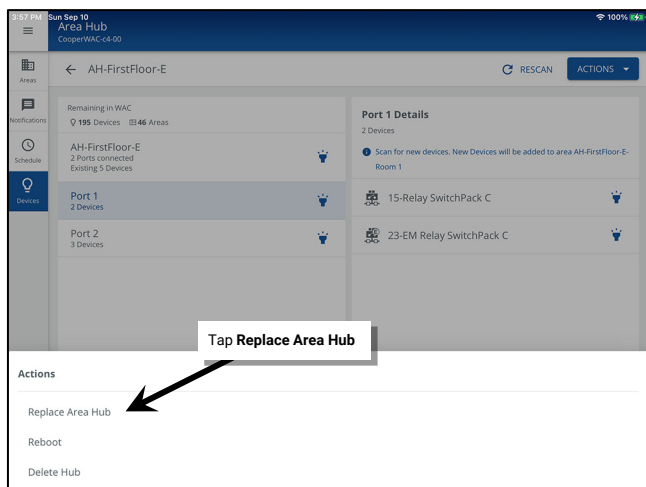 3:57 PM Sun Sep 10
100%
Area Hub
CooperWAC-c4-00
Areas
Notifications
Schedule
Devices
AH-FirstFloor-E
RESCAN
ACTIONS
Remaining in WAC
195 Devices 46 Areas
AH-FirstFloor-E
2 Ports connected
Existing 5 Devices
Port 1
2 Devices
Port 2
3 Devices
Port 1 Details
2 Devices
Scan for new devices. New Devices will be added to area AH-FirstFloor-E-
Room 1
15-Relay SwitchPack C
23-EM Relay SwitchPack C
Tap Replace Area Hub
Actions
Replace Area Hub
Reboot
Delete Hub